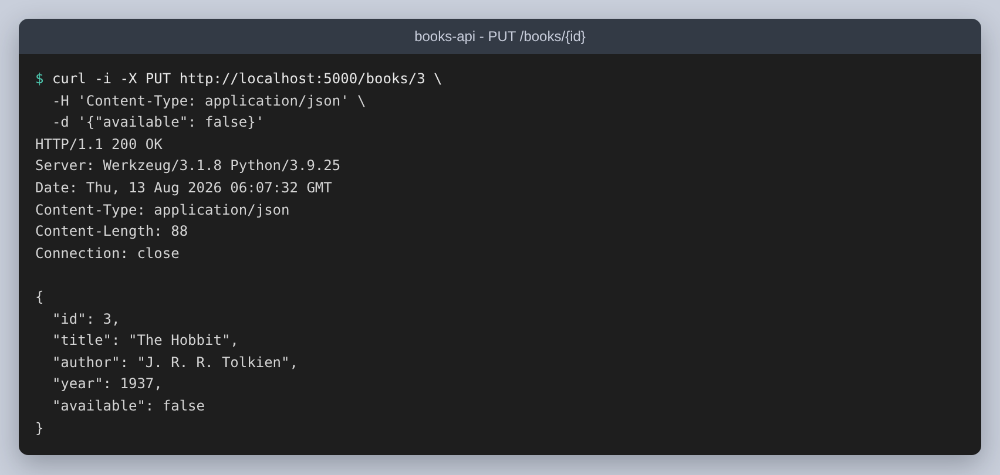 books-api - PUT /books/{id}
$ curl -i -X PUT http://localhost:5000/books/3 \
  -H 'Content-Type: application/json' \
  -d '{"available": false}'
HTTP/1.1 200 OK
Server: Werkzeug/3.1.8 Python/3.9.25
Date: Thu, 13 Aug 2026 06:07:32 GMT
Content-Type: application/json
Content-Length: 88
Connection: close

{
  "id": 3,
  "title": "The Hobbit",
  "author": "J. R. R. Tolkien",
  "year": 1937,
  "available": false
}